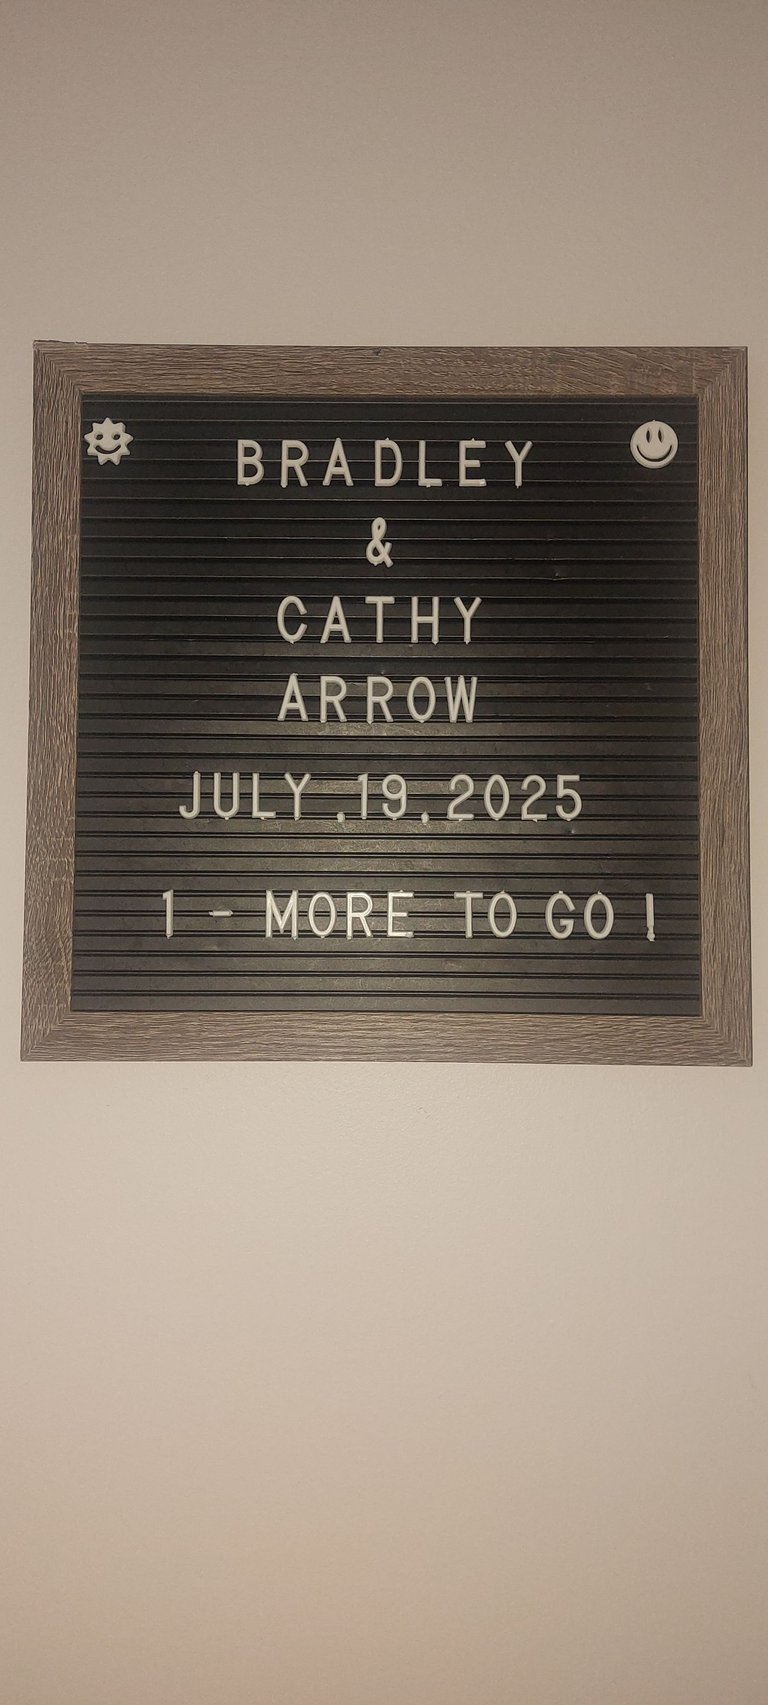 BRADLEY
&
CATHY
ARROW
JULY .19.2025
1 - MORE TO GO !